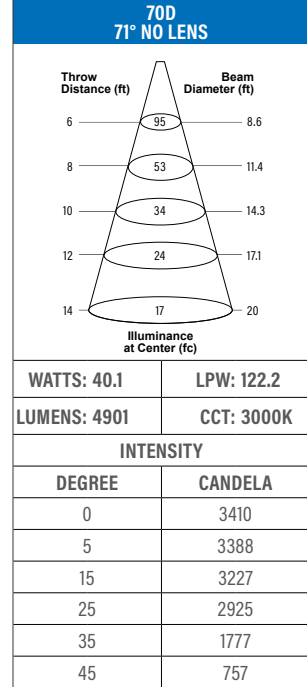 70D
71° NO LENS
Throw Beam
Distance (ft) Diameter (ft)
6 95 8.6
8 53 11.4
10 34 14.3
12 24 17.1
14 17 20
Illuminance
at Center (fc)
WATTS: 40.1 LPW: 122.2
LUMENS: 4901 CCT: 3000K
INTENSITY
DEGREE CANDELA
0 3410
5 3388
15 3227
25 2925
35 1777
45 757